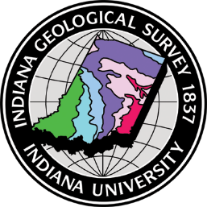 INDIANA GEOLOGICAL SURVEY 1837
INDIANA UNIVERSITY